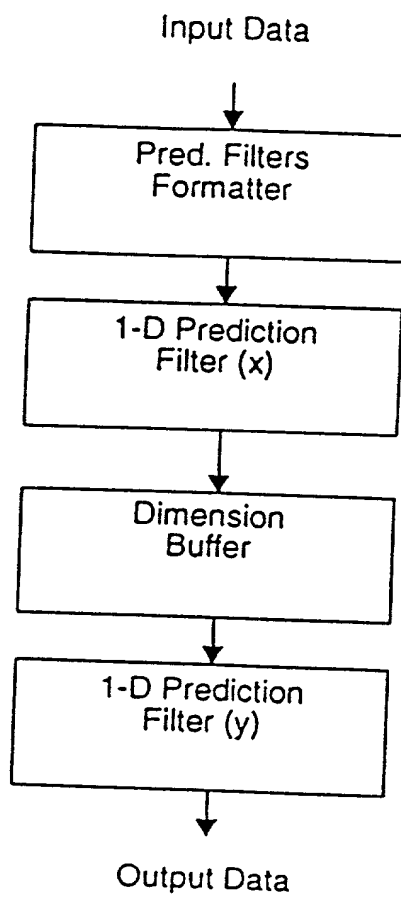 Input Data
Pred. Filters
Formatter
1-D Prediction
Filter (x)
Dimension
Buffer
1-D Prediction
Filter (y)
Output Data